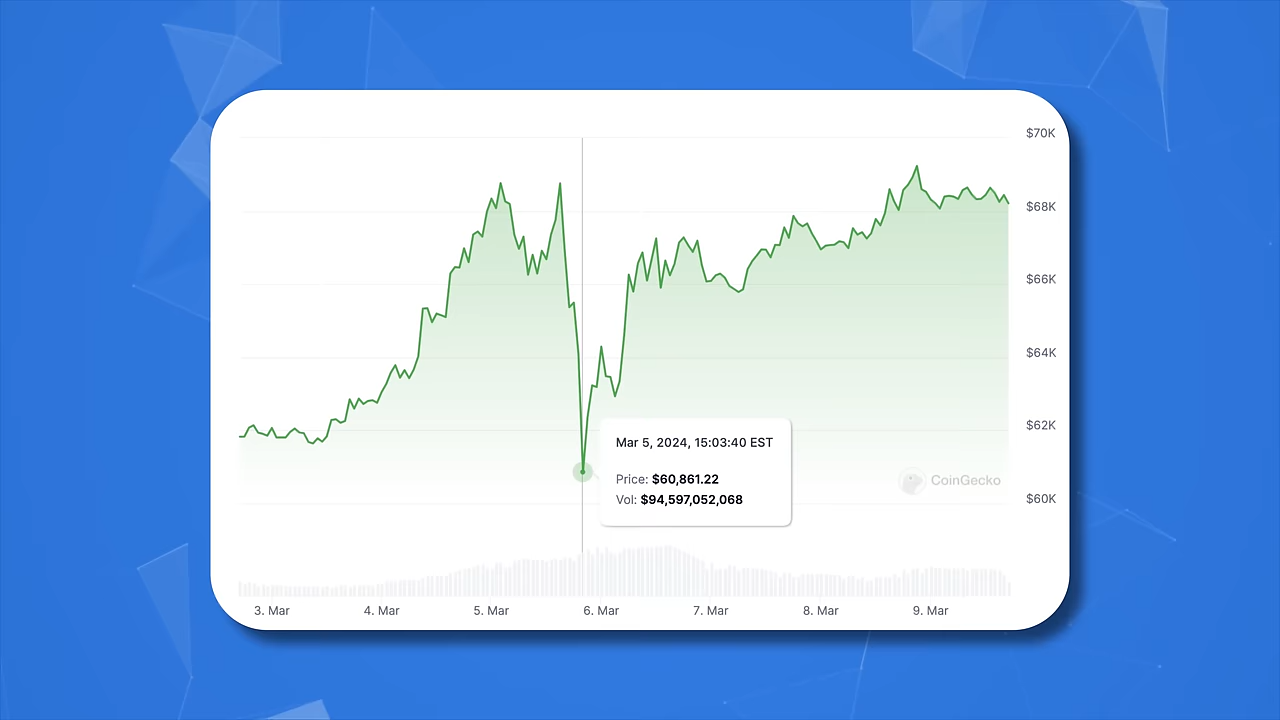 $70K
$68K
$66K
$64K
$62K
$60K
Mar 5, 2024, 15:03:40 EST
Price: $60,861.22
Vol: $94,597,052,068
CoinGecko
3. Mar
4. Mar
5. Mar
6. Mar
7. Mar
8. Mar
9. Mar